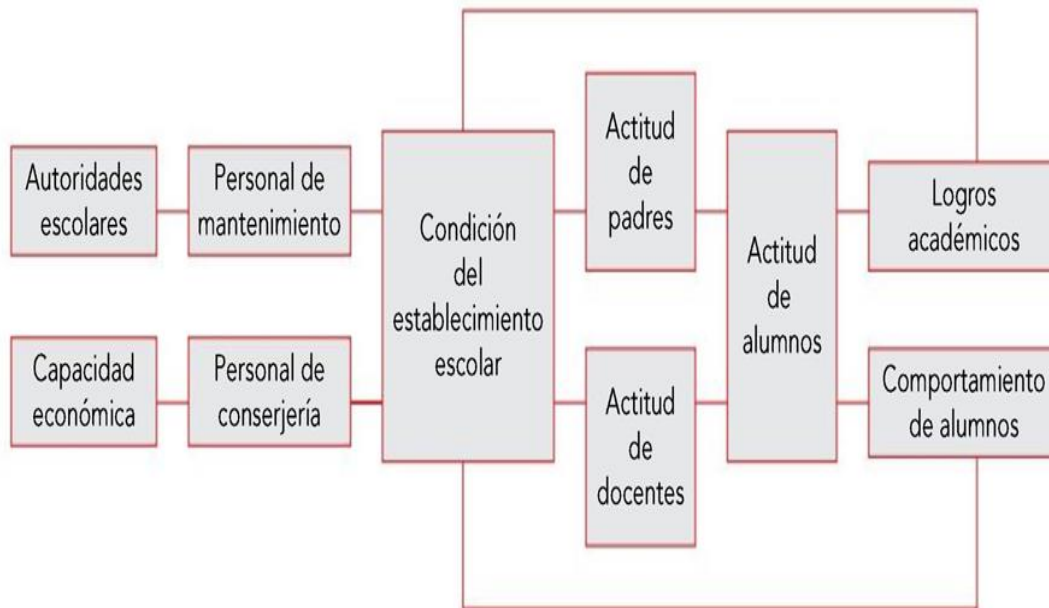 Autoridades
escolares
Personal de
mantenimiento
Capacidad
económica
Personal de
conserjería
Condición
del
establecimiento
escolar
Actitud
de
padres
Actitud
de
docentes
Actitud
de
alumnos
Logros
académicos
Comportamiento
de alumnos